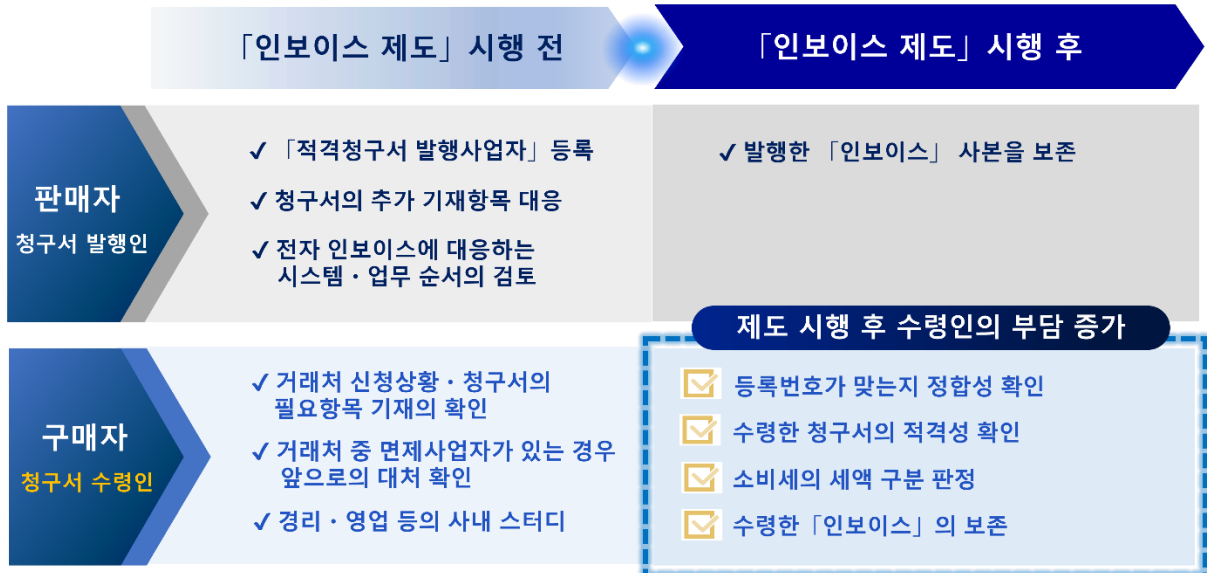 「인보이스 제도」 시행 전
「인보이스 제도」 시행 후
판매자
청구서 발행인
✓ 「적격청구서 발행사업자」 등록
✓ 청구서의 추가 기재항목 대응
✓ 전자 인보이스에 대응하는
시스템・업무 순서의 검토
✓ 발행한 「인보이스」 사본을 보존
구매자
청구서 수령인
✓ 거래처 신청상황・청구서의
필요항목 기재의 확인
✓ 거래처 중 면제사업자가 있는 경우
앞으로의 대처 확인
✓ 경리・영업 등의 사내 스터디
제도 시행 후 수령인의 부담 증가
등록번호가 맞는지 정합성 확인
수령한 청구서의 적격성 확인
소비세의 세액 구분 판정
수령한「인보이스」의 보존